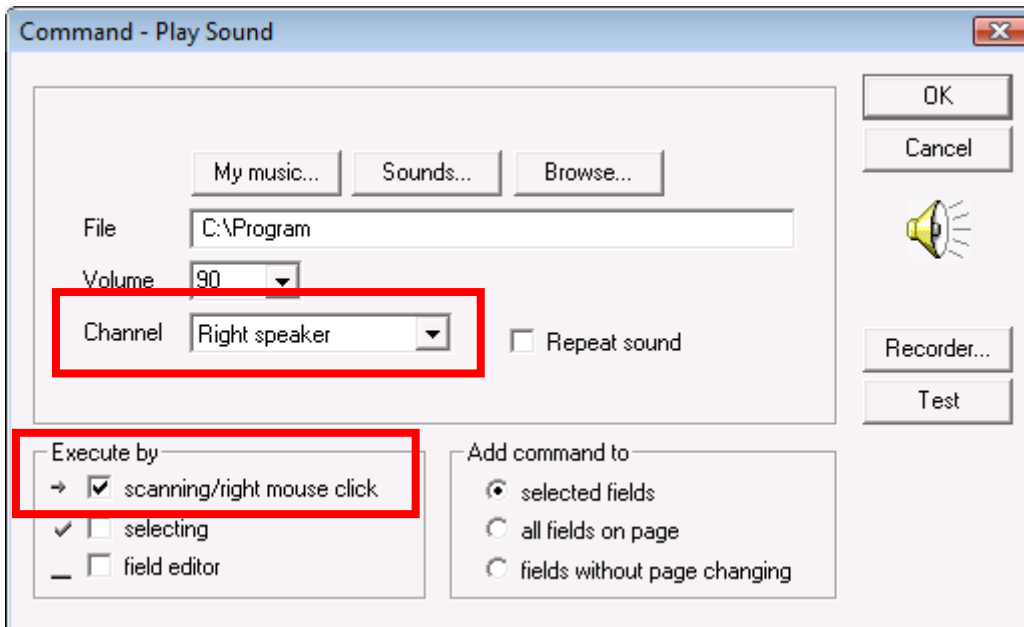 Command - Play Sound
OK
Cancel
My music... Sounds... Browse...
File C:\Program
Volume 90
Channel Right speaker
Repeat sound
Recorder...
Test
Execute by
scanning/right mouse click
selecting
field editor
Add command to
selected fields
all fields on page
fields without page changing